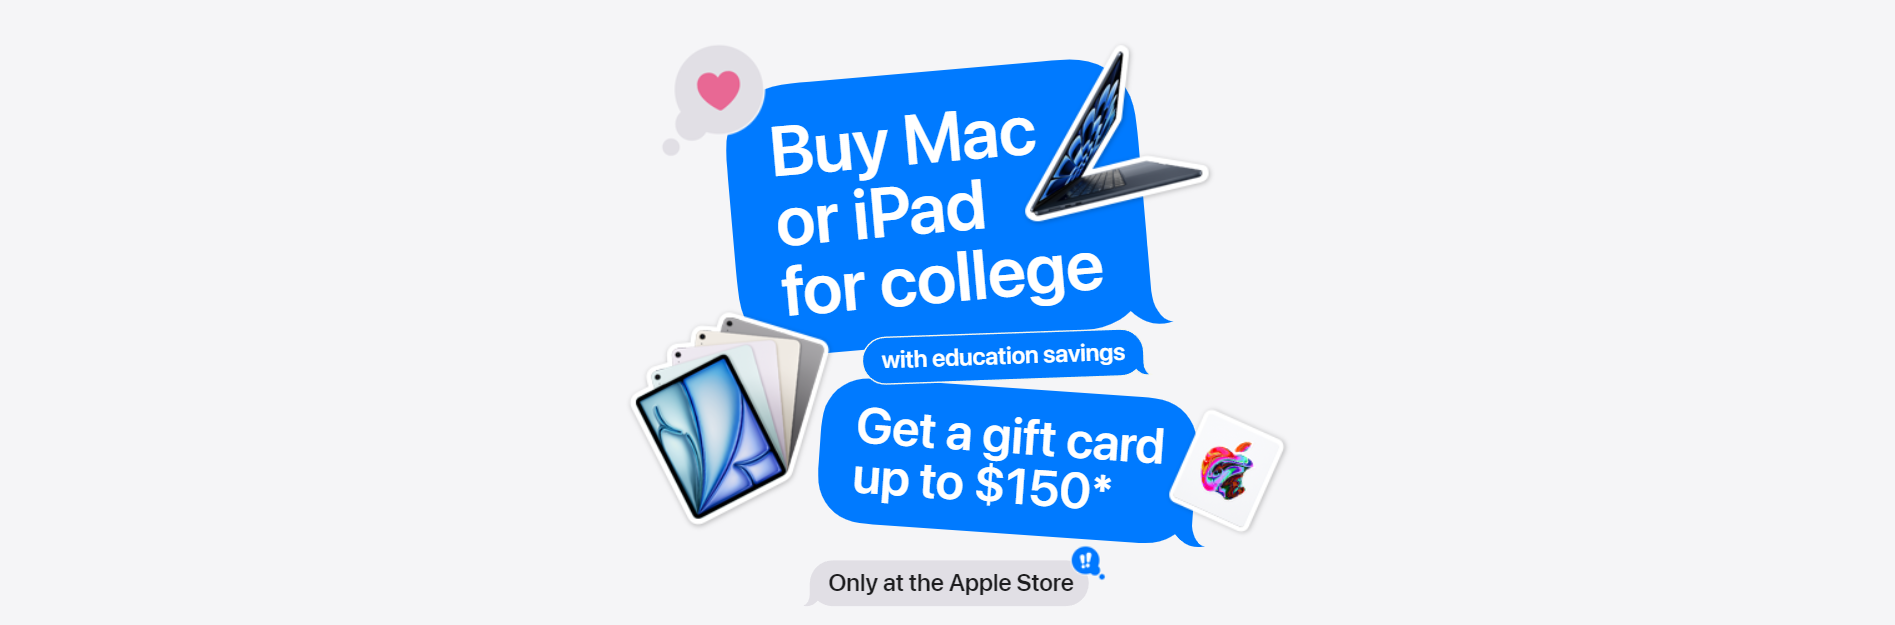 Buy Mac
or iPad
for college
with education savings
Get a gift card
up to $150*
Only at the Apple Store
!!